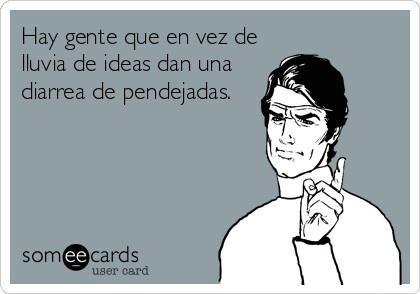 Hay gente que en vez de
lluvia de ideas dan una
diarrea de pendejadas.
someecards
user card